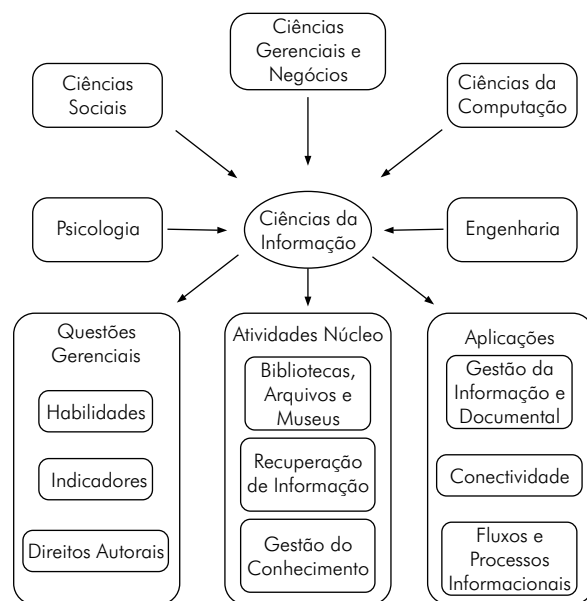 Ciências
Gerenciais e
Negócios
Ciências
Sociais
Ciências da
Computação
Psicologia
Ciências da
Informação
Engenharia
Questões
Gerenciais
Habilidades
Indicadores
Direitos Autorais
Atividades Núcleo
Bibliotecas,
Arquivos e
Museus
Recuperação
de Informação
Gestão do
Conhecimento
Aplicações
Gestão da
Informação e
Documental
Conectividade
Fluxos e
Processos
Informacionais